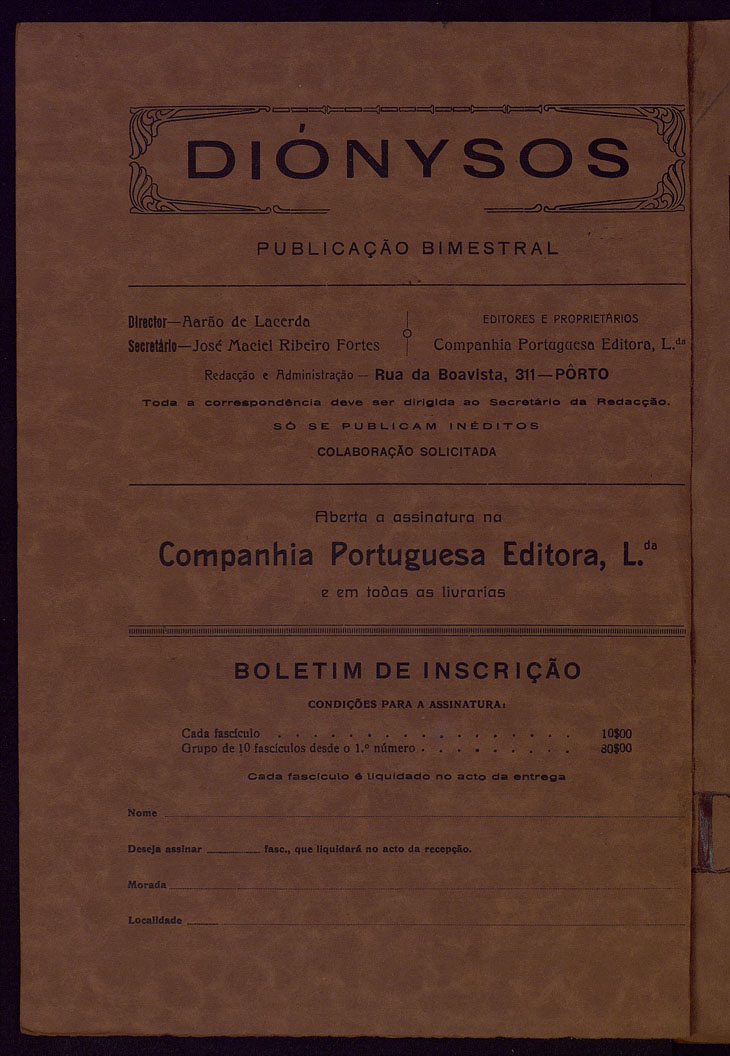 DIÓNYSOS
PUBLICAÇÃO BIMESTRAL
Director—Aarão de Lacerda
Secretário—José Maciel Ribeiro Fortes
EDITORES E PROPRIETÁRIOS
Companhia Portuguesa Editora, L.da
Redacção e Administração — Rua da Boavista, 311—PÔRTO
Toda a correspondência deve ser dirigida ao Secretário da Redacção.
SÓ SE PUBLICAM INÉDITOS
COLABORAÇÃO SOLICITADA
Aberta a assinatura na
Companhia Portuguesa Editora, L.da
e em todas as livrarias
BOLETIM DE INSCRIÇÃO
CONDIÇÕES PARA A ASSINATURA:
Cada fascículo . . . . . . . . . . . . . . . . . 10$00
Grupo de 10 fascículos desde o 1.º número . . . . . . . . . 80$00
Cada fascículo é liquidado no acto da entrega
Nome
Deseja assinar ________ fasc., que liquidará no acto da recepção.
Morada
Localidade